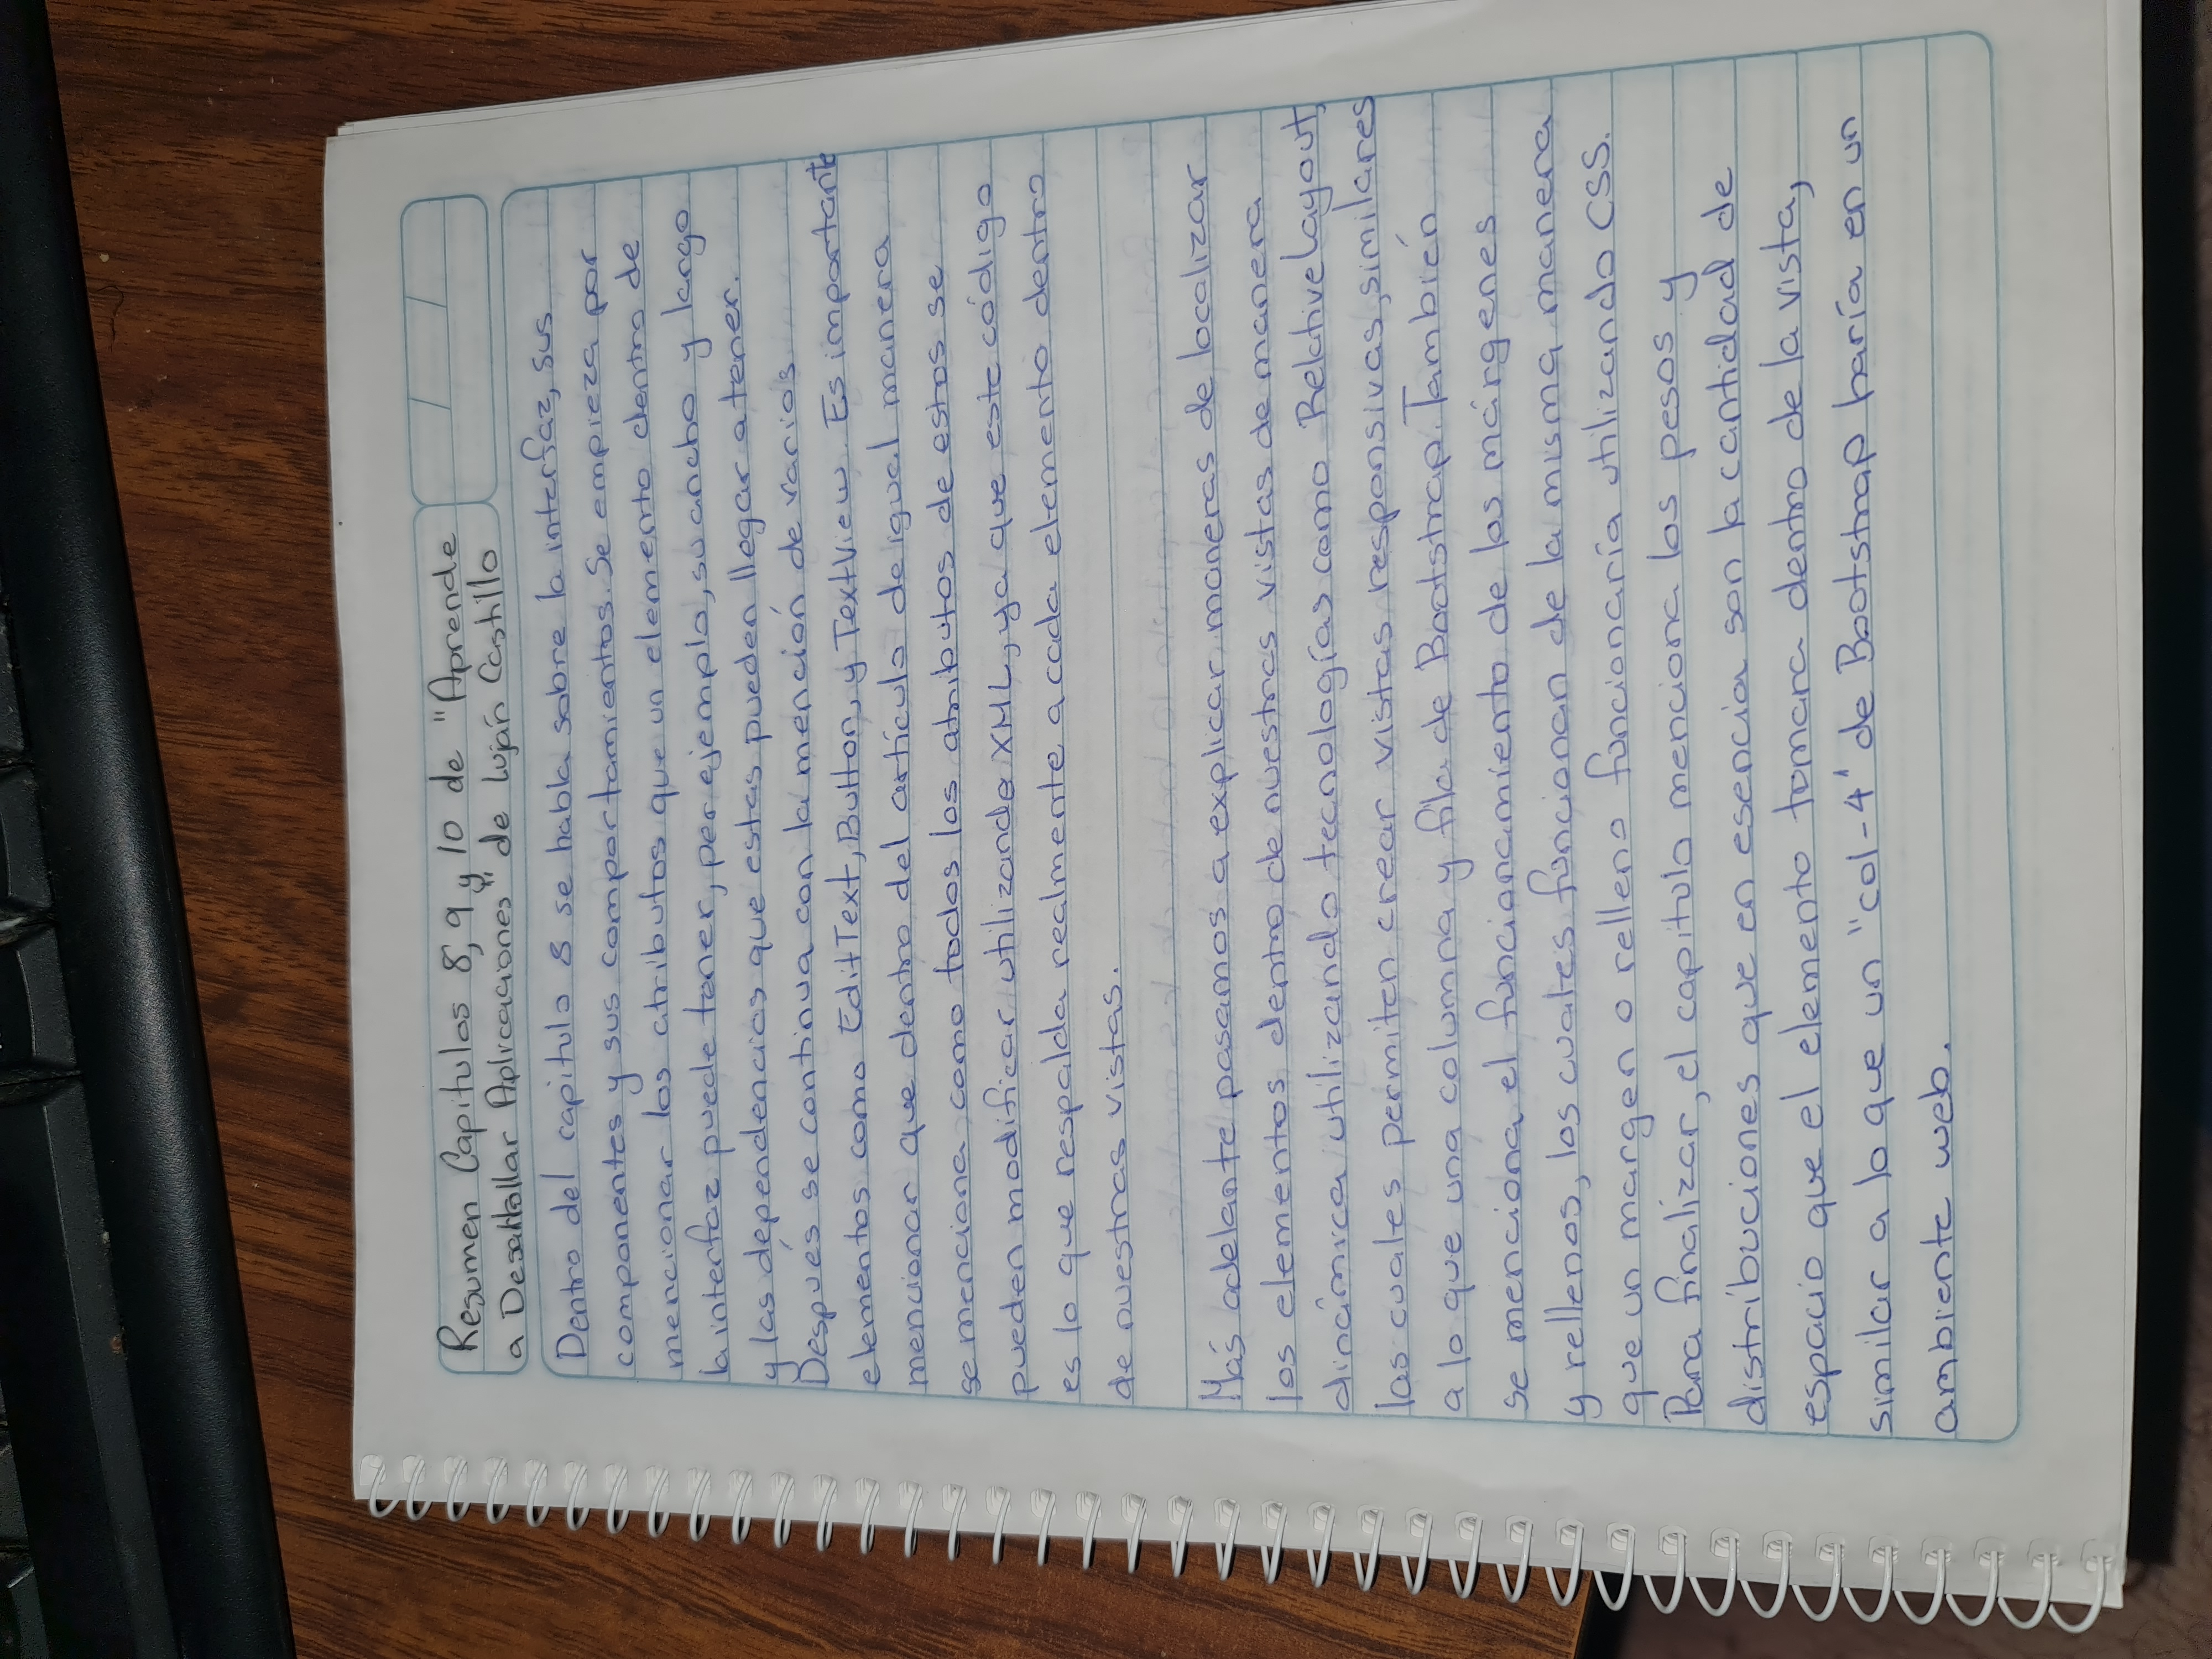 Resumen Capitulos 8, 9 y 10 de "Aprende
a Desarrollar Aplicaciones" de Luján Castillo
Dentro del capitulo 8 se habla sobre la interfaz, sus
componentes y sus comportamientos. Se empieza por
mencionar los atributos que un elemento dentro de
la interfaz puede tener, por ejemplo, su ancho y largo
y las dependencias que estas pueden llegar a tener.
Después se continua con la mención de varios
elementos como EditText, Button, y TextView. Es importante
mencionar que dentro del artículo de igual manera
se menciona como todos los atributos de estos se
pueden modificar utilizando XML, ya que este código
es lo que respalda realmente a cada elemento dentro
de nuestras vistas.
Más adelante pasamos a explicar maneras de localizar
los elementos dentro de nuestras vistas de manera
dinámica utilizando tecnologías como RelativeLayout,
las cuales permiten crear vistas responsivas, similares
a lo que una columna y fila de Bootstrap. También
se menciona el funcionamiento de los márgenes
y rellenos, los cuales funcionan de la misma manera
que un margen o relleno funcionaría utilizando CSS.
Para finalizar, el capitulo menciona los pesos y
distribuciones que en esencia son la cantidad de
espacio que el elemento tomara dentro de la vista,
similar a lo que un "col-4" de Bootstrap haría en un
ambiente web.